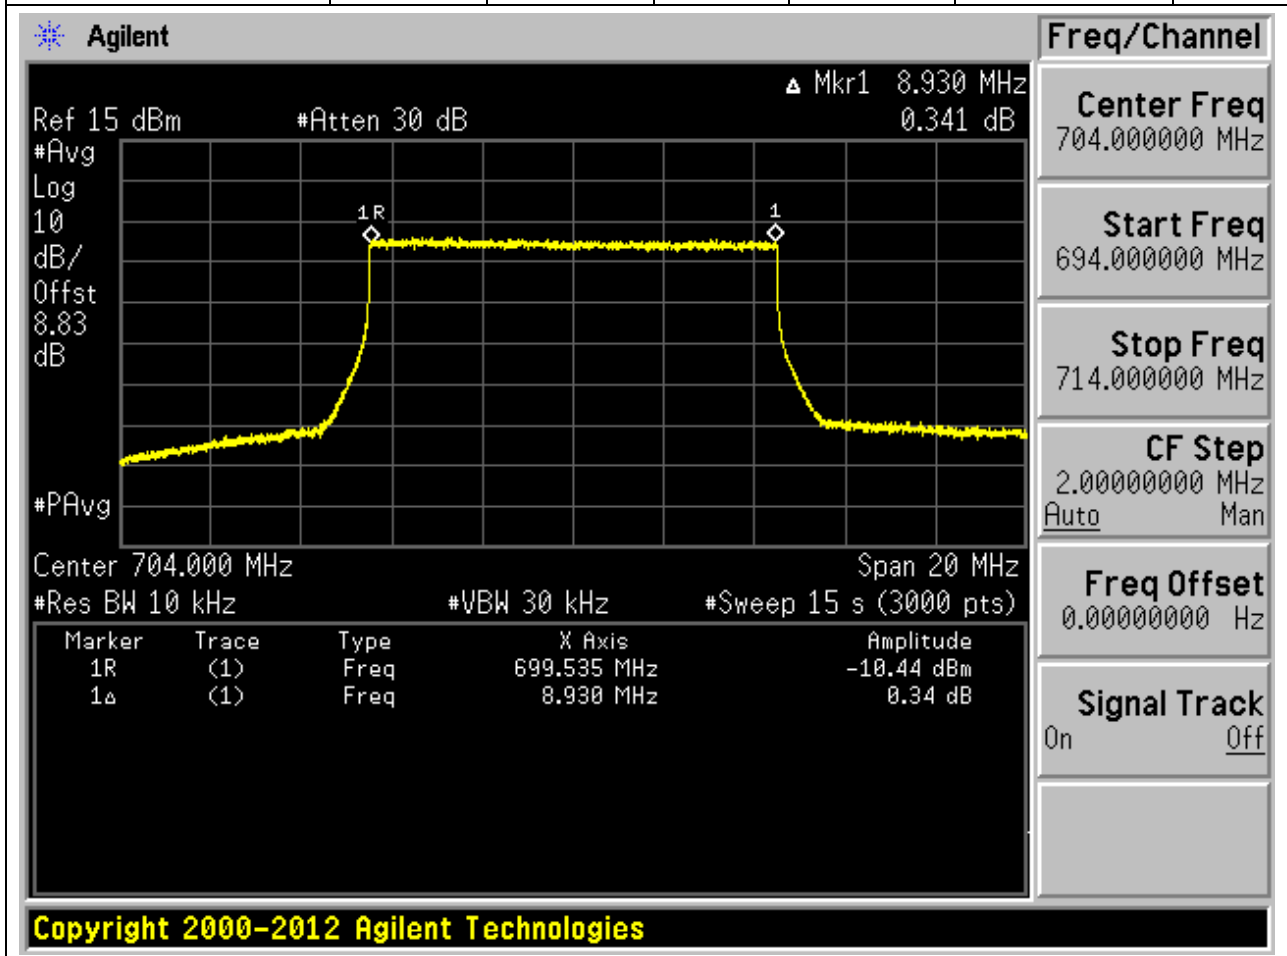 Agilent
Freq/Channel
Δ Mkr1 8.930 MHz
Ref 15 dBm #Atten 30 dB 0.341 dB
#Avg
Log
10
dB/
Offst
8.83
dB
#PAvg
1R
1
Center 704.000 MHz Span 20 MHz
#Res BW 10 kHz #VBW 30 kHz #Sweep 15 s (3000 pts)
Marker Trace Type X Axis Amplitude
1R (1) Freq 699.535 MHz -10.44 dBm
1Δ (1) Freq 8.930 MHz 0.34 dB
Center Freq
704.000000 MHz
Start Freq
694.000000 MHz
Stop Freq
714.000000 MHz
CF Step
2.00000000 MHz
Auto Man
Freq Offset
0.00000000 Hz
Signal Track
On Off
Copyright 2000-2012 Agilent Technologies